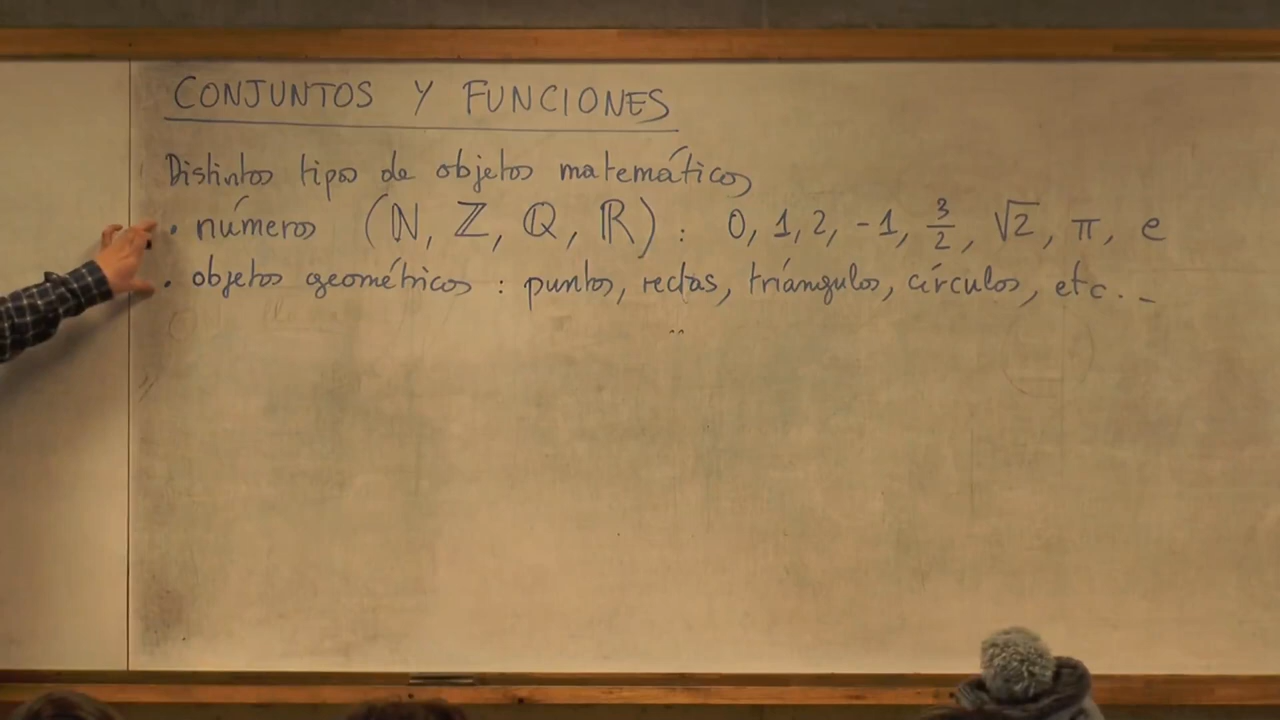 CONJUNTOS Y FUNCIONES
Distintos tipos de objetos matemáticos
• números (ℕ, ℤ, ℚ, ℝ) : 0, 1, 2, -1, 3/2, √2, π, e
• objetos geométricos : puntos, rectas, triángulos, círculos, etc...